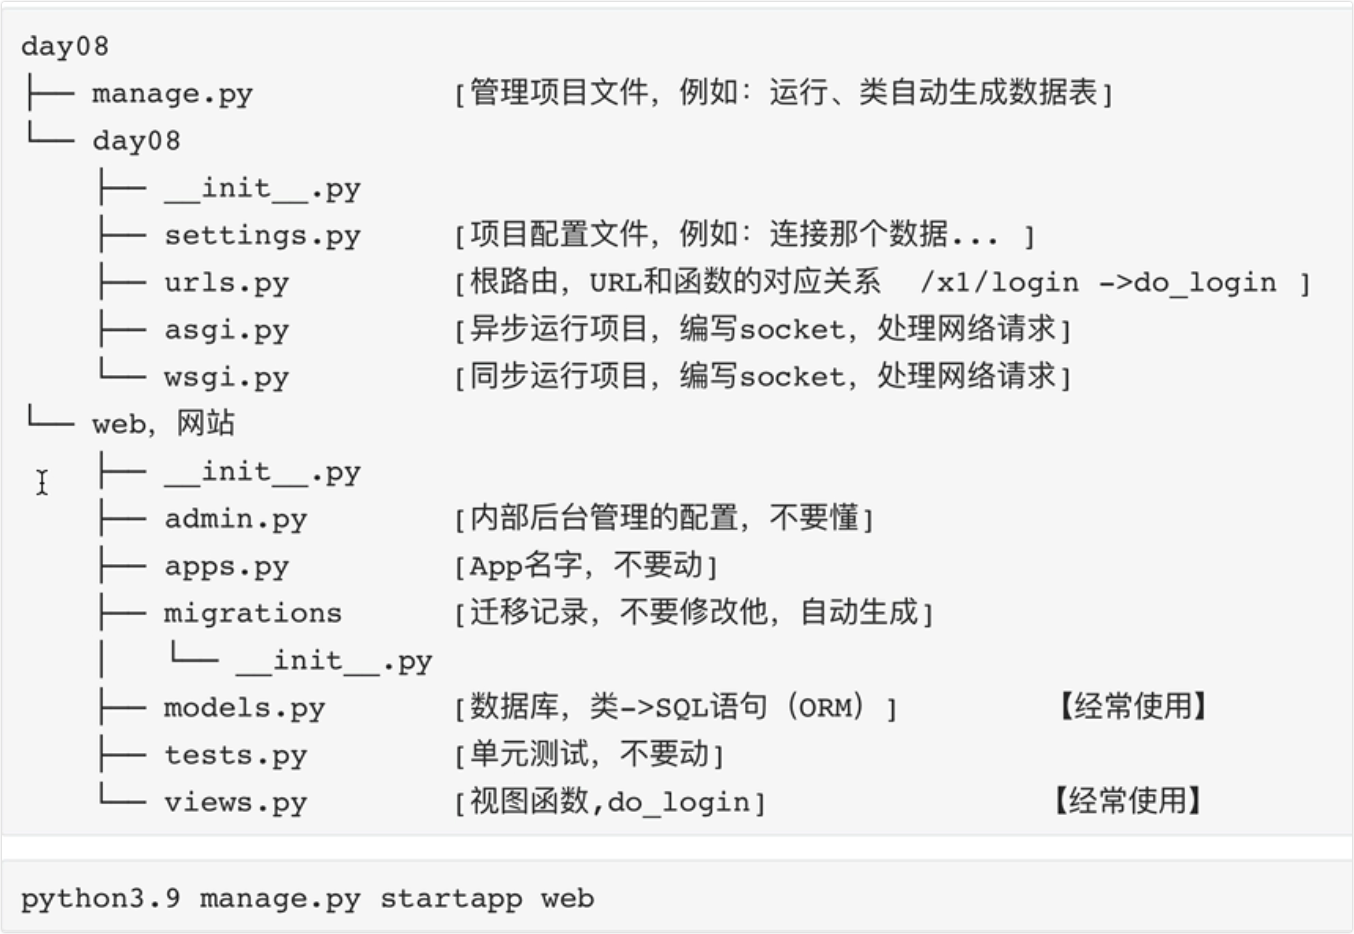 day08
├── manage.py [管理项目文件，例如：运行、类自动生成数据表]
└── day08
├── __init__.py
├── settings.py [项目配置文件，例如：连接那个数据... ]
├── urls.py [根路由，URL和函数的对应关系 /x1/login ->do_login ]
├── asgi.py [异步运行项目，编写socket，处理网络请求]
└── wsgi.py [同步运行项目，编写socket，处理网络请求]
└── web，网站
├── __init__.py
├── admin.py [内部后台管理的配置，不要懂]
├── apps.py [App名字，不要动]
├── migrations [迁移记录，不要修改他，自动生成]
│ └── __init__.py
├── models.py [数据库，类->SQL语句（ORM）] 【经常使用】
├── tests.py [单元测试，不要动]
└── views.py [视图函数,do_login] 【经常使用】
python3.9 manage.py startapp web